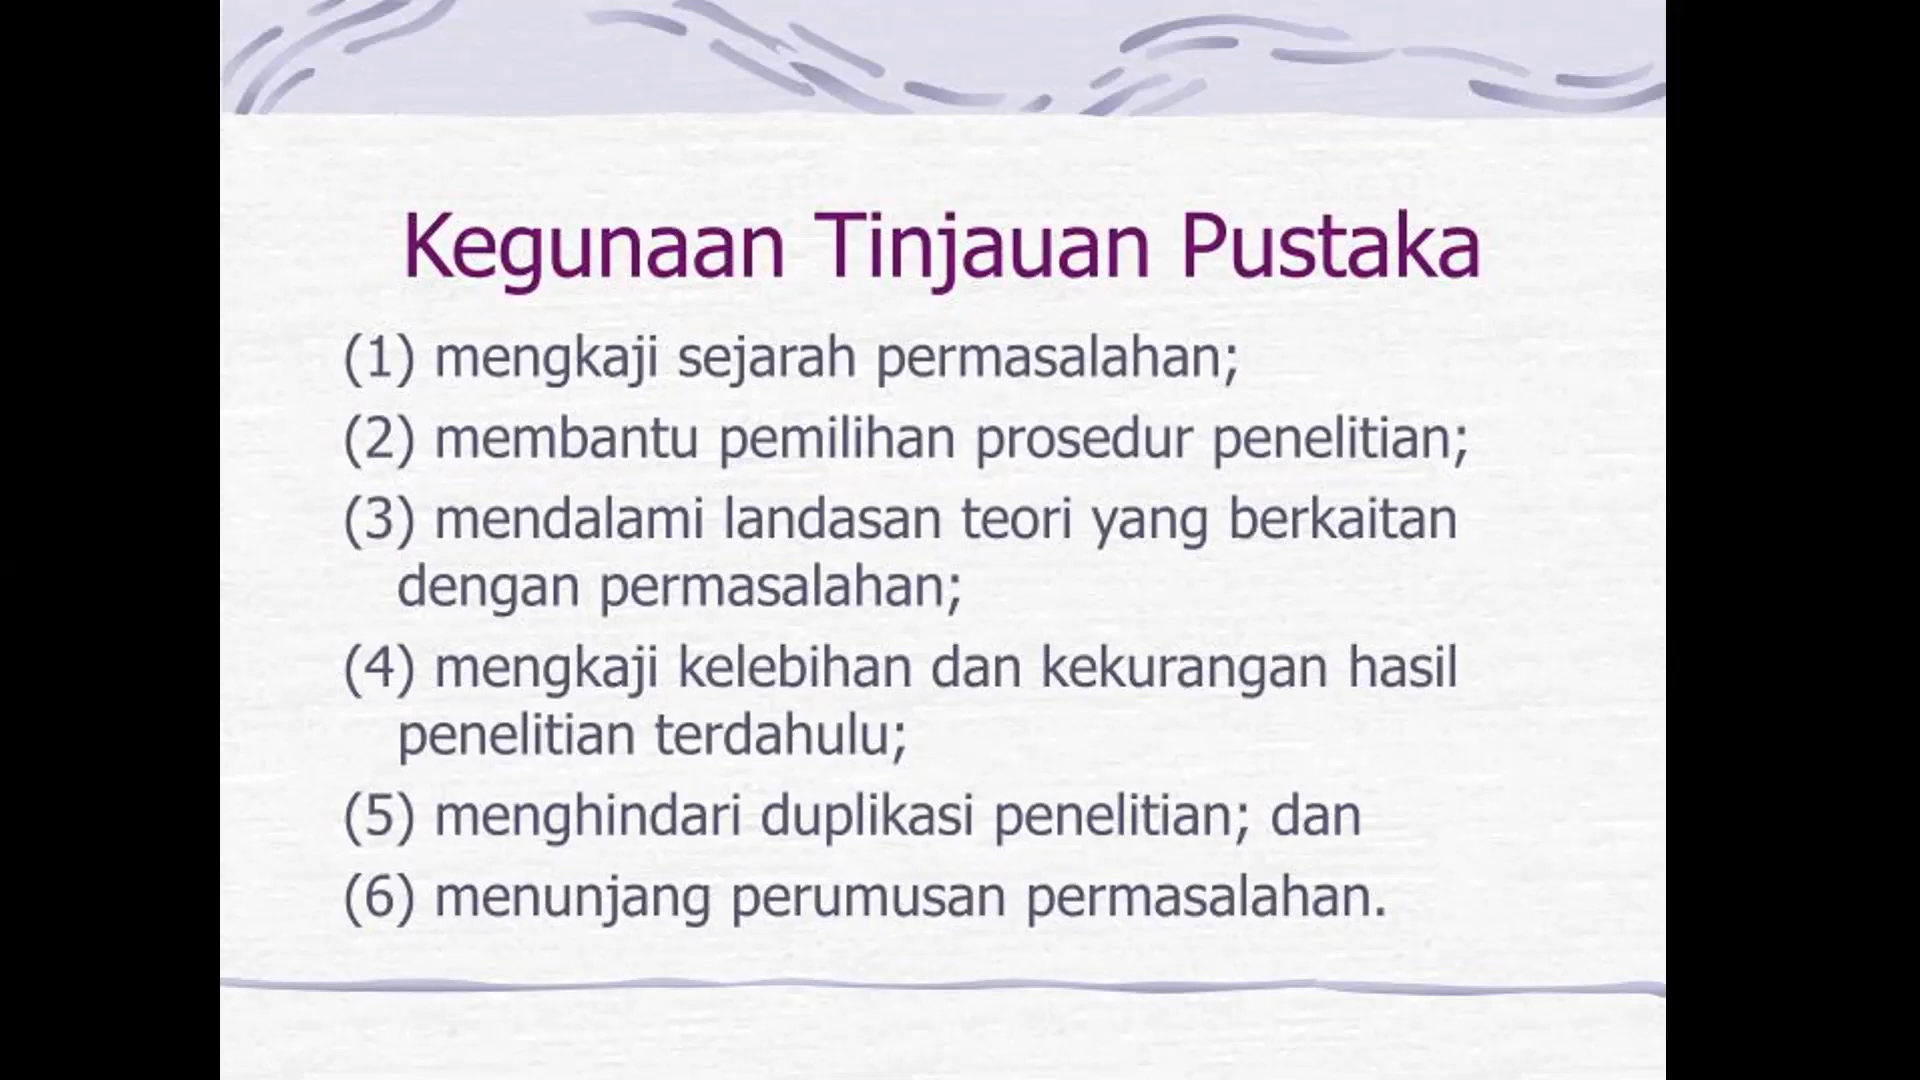 Kegunaan Tinjauan Pustaka
(1) mengkaji sejarah permasalahan;
(2) membantu pemilihan prosedur penelitian;
(3) mendalami landasan teori yang berkaitan
dengan permasalahan;
(4) mengkaji kelebihan dan kekurangan hasil
penelitian terdahulu;
(5) menghindari duplikasi penelitian; dan
(6) menunjang perumusan permasalahan.